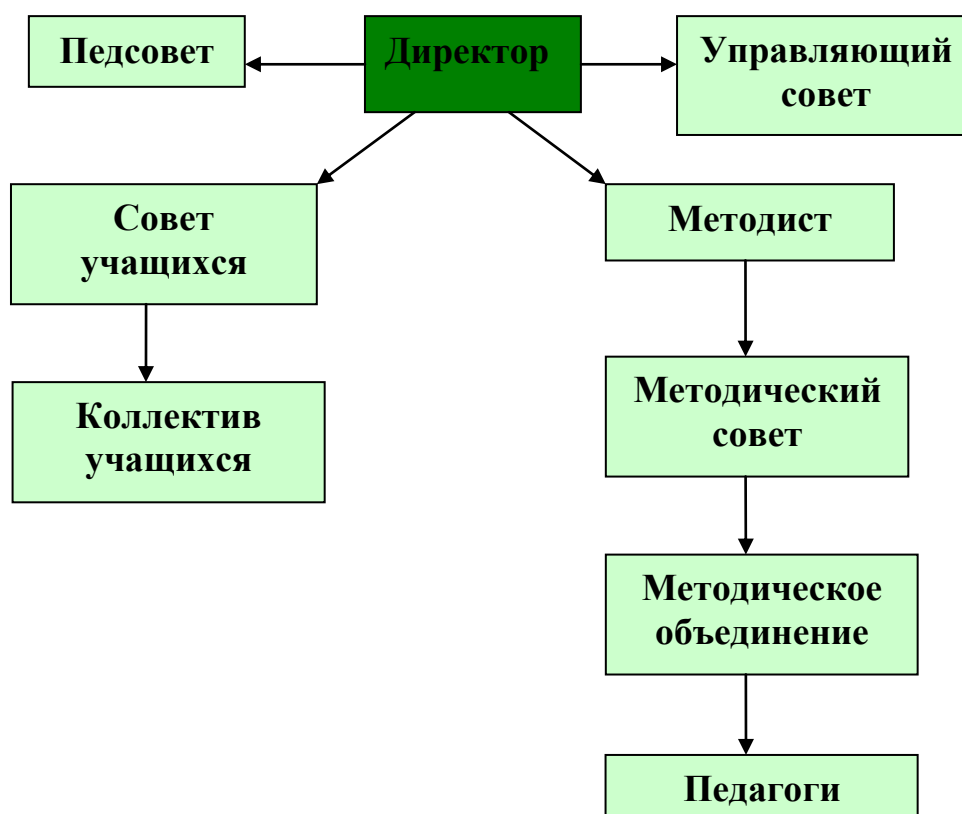 Педсовет
Директор
Управляющий
совет
Совет
учащихся
Методист
Коллектив
учащихся
Методический
совет
Методическое
объединение
Педагоги